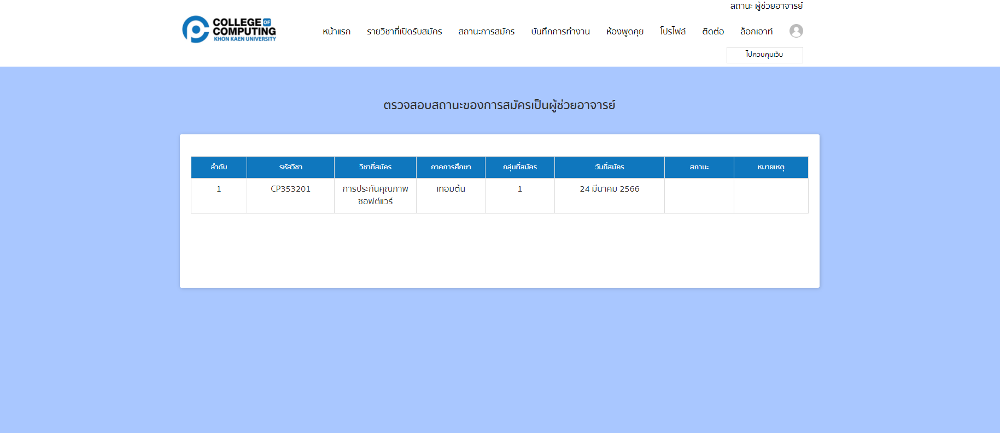 สถานะ ผู้ช่วยอาจารย์
COLLEGE OF
COMPUTING
KHON KAEN UNIVERSITY
หน้าแรก รายวิชาที่เปิดรับสมัคร สถานะการสมัคร บันทึกการทำงาน ห้องพูดคุย โปรไฟล์ ติดต่อ ล็อกเอาท์
ไปควบคุมเว็บ
ตรวจสอบสถานะของการสมัครเป็นผู้ช่วยอาจารย์
ลำดับ รหัสวิชา วิชาที่สมัคร ภาคการศึกษา กลุ่มที่สมัคร วันที่สมัคร สถานะ หมายเหตุ
1 CP353201 การประกันคุณภาพ เทอมต้น 1 24 มีนาคม 2566
ซอฟต์แวร์